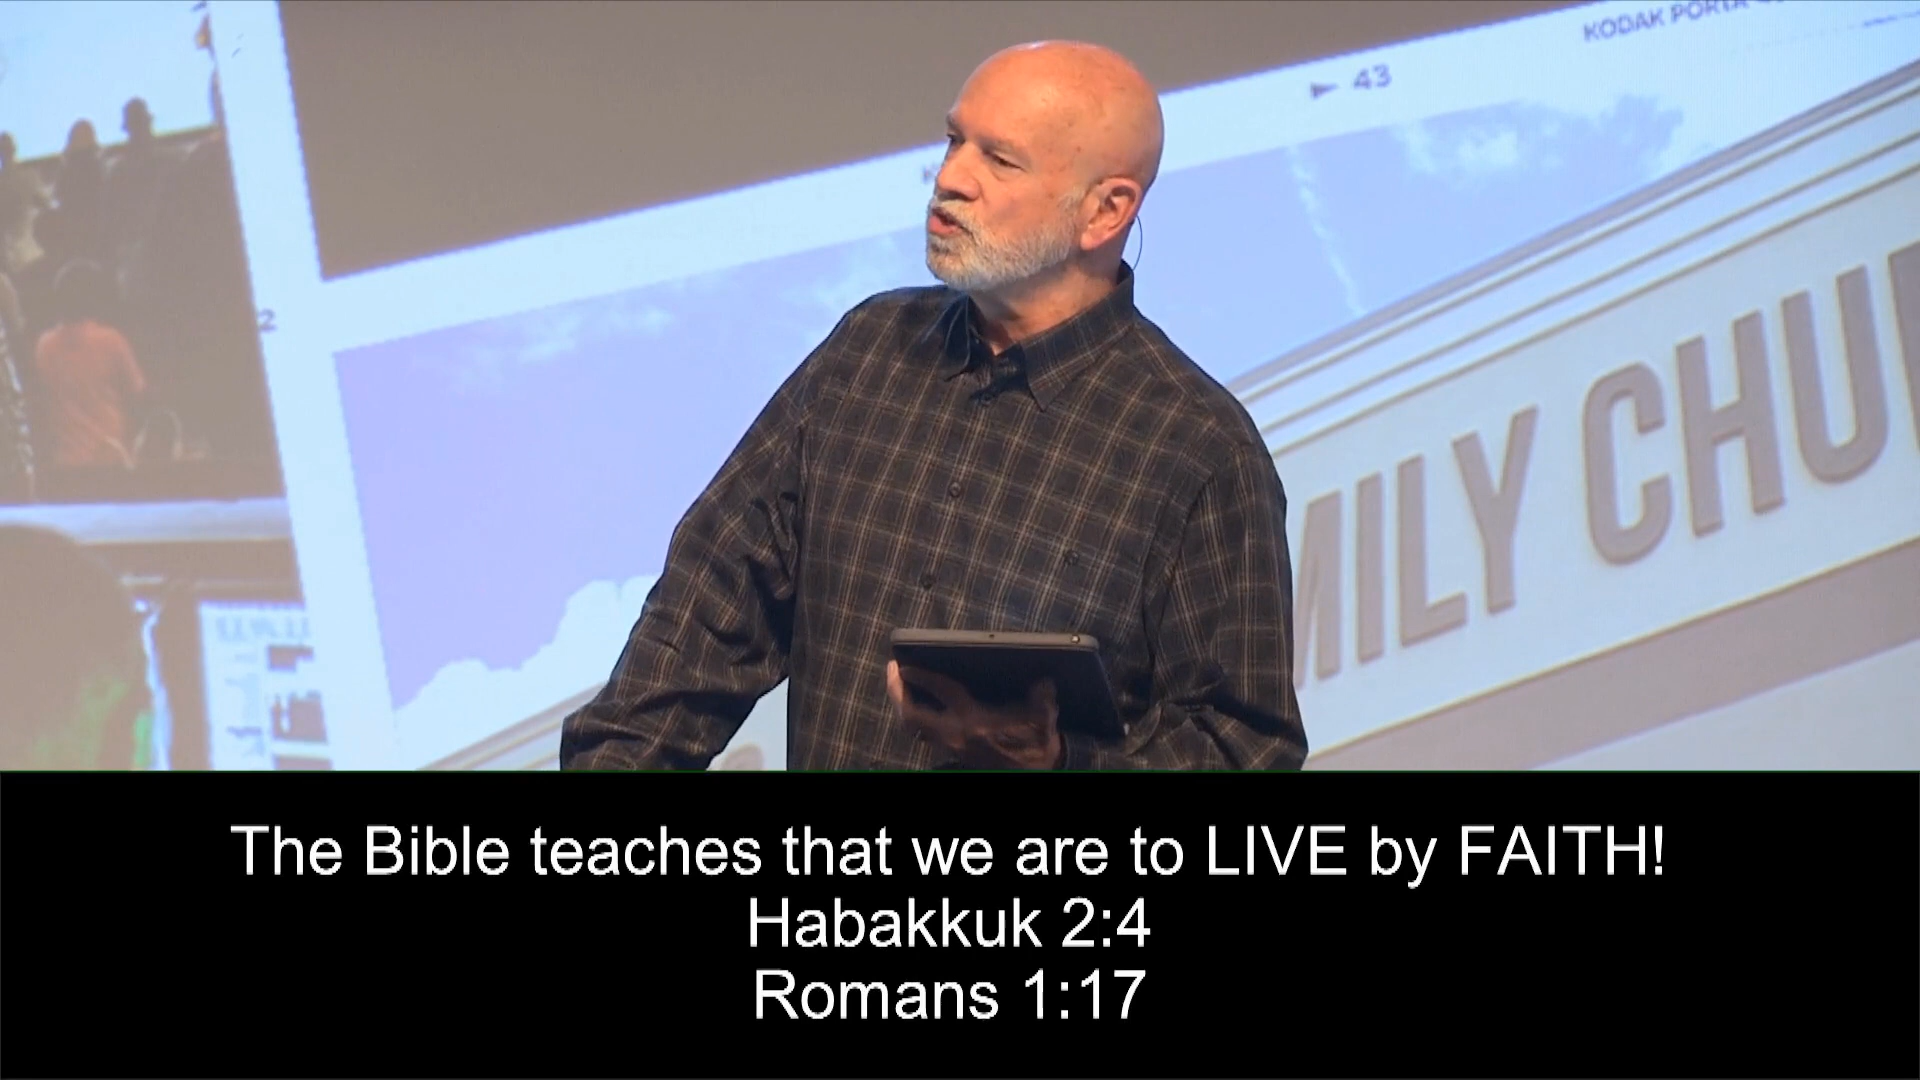 KODAK PORTA
43
2
MILY CHU
The Bible teaches that we are to LIVE by FAITH!
Habakkuk 2:4
Romans 1:17